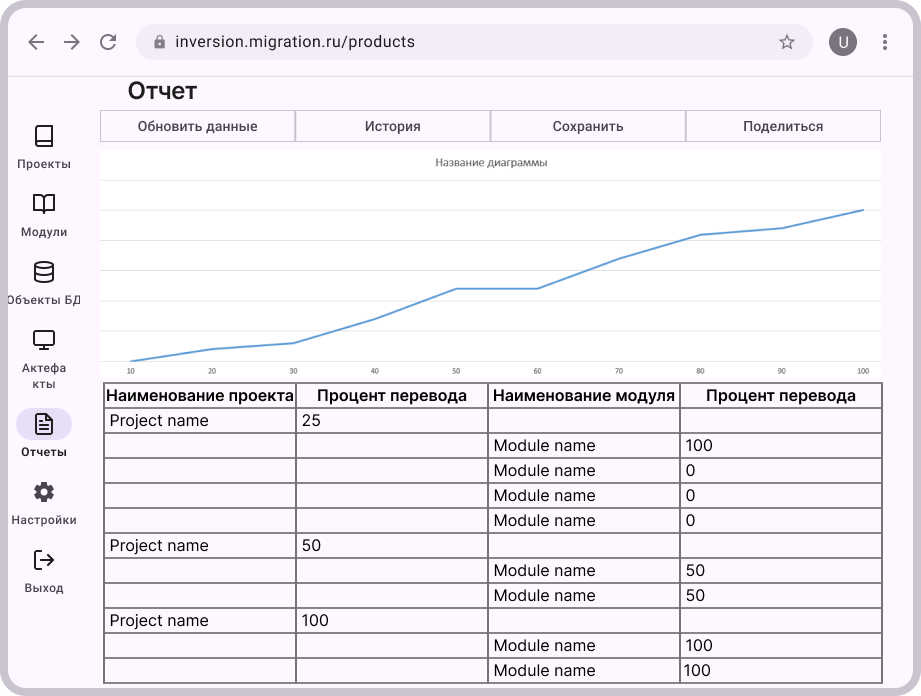 inversion.migration.ru/products
U
Отчет
Обновить данные
История
Сохранить
Поделиться
Проекты
Модули
Объекты БД
Актефа
кты
Отчеты
Настройки
Выход
Название диаграммы
10 20 30 40 50 60 70 80 90 100
Наименование проекта Процент перевода Наименование модуля Процент перевода
Project name 25
Module name 100
Module name 0
Module name 0
Module name 0
Project name 50
Module name 50
Module name 50
Project name 100
Module name 100
Module name 100